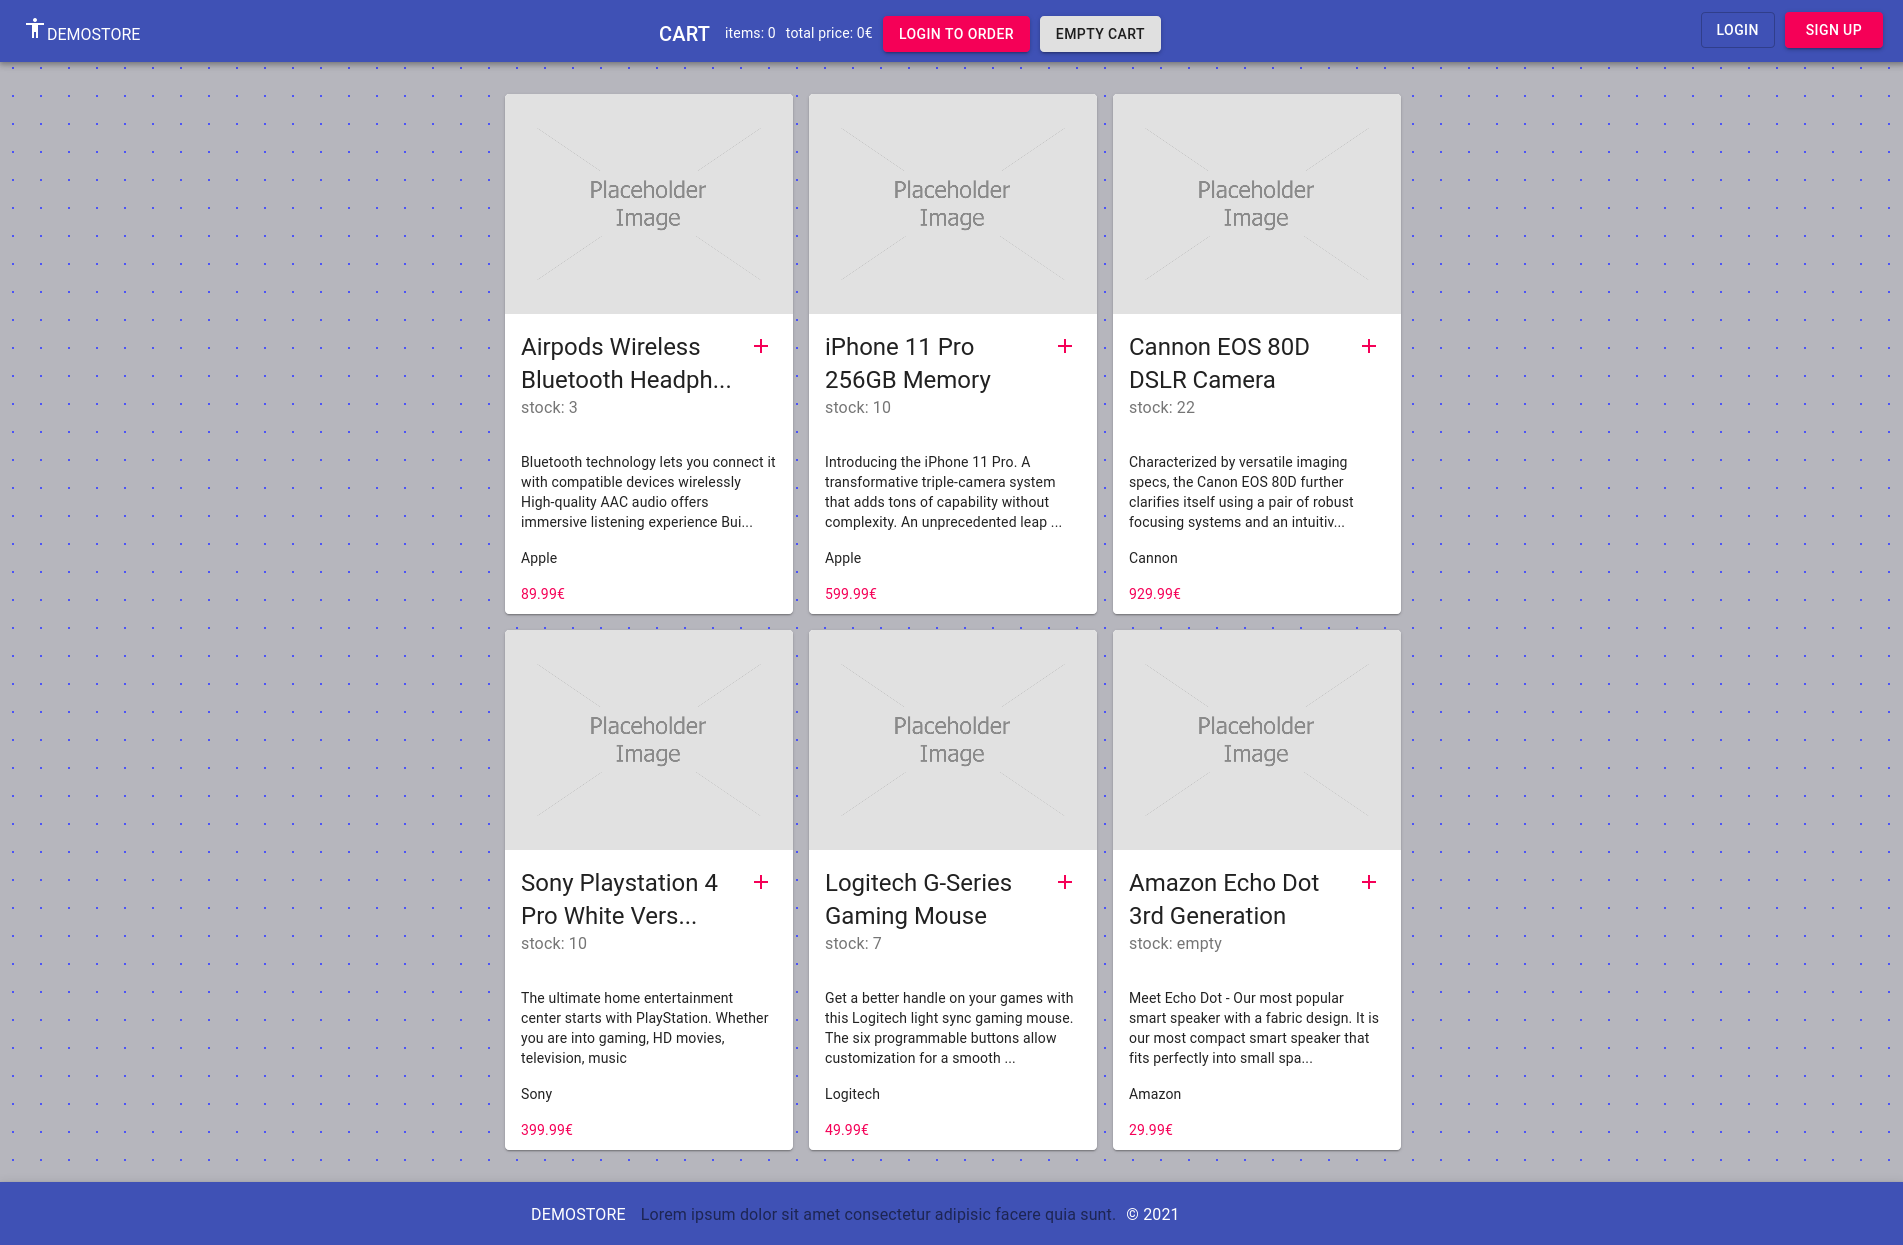 DEMOSTORE
CART items: 0 total price: 0€ LOGIN TO ORDER EMPTY CART
LOGIN SIGN UP
Placeholder
Image
Airpods Wireless
Bluetooth Headph...
stock: 3
Bluetooth technology lets you connect it
with compatible devices wirelessly
High-quality AAC audio offers
immersive listening experience Bui...
Apple
89.99€
Placeholder
Image
iPhone 11 Pro
256GB Memory
stock: 10
Introducing the iPhone 11 Pro. A
transformative triple-camera system
that adds tons of capability without
complexity. An unprecedented leap ...
Apple
599.99€
Placeholder
Image
Cannon EOS 80D
DSLR Camera
stock: 22
Characterized by versatile imaging
specs, the Canon EOS 80D further
clarifies itself using a pair of robust
focusing systems and an intuitiv...
Cannon
929.99€
Placeholder
Image
Sony Playstation 4
Pro White Vers...
stock: 10
The ultimate home entertainment
center starts with PlayStation. Whether
you are into gaming, HD movies,
television, music
Sony
399.99€
Placeholder
Image
Logitech G-Series
Gaming Mouse
stock: 7
Get a better handle on your games with
this Logitech light sync gaming mouse.
The six programmable buttons allow
customization for a smooth ...
Logitech
49.99€
Placeholder
Image
Amazon Echo Dot
3rd Generation
stock: empty
Meet Echo Dot - Our most popular
smart speaker with a fabric design. It is
our most compact smart speaker that
fits perfectly into small spa...
Amazon
29.99€
DEMOSTORE Lorem ipsum dolor sit amet consectetur adipisic facere quia sunt. © 2021